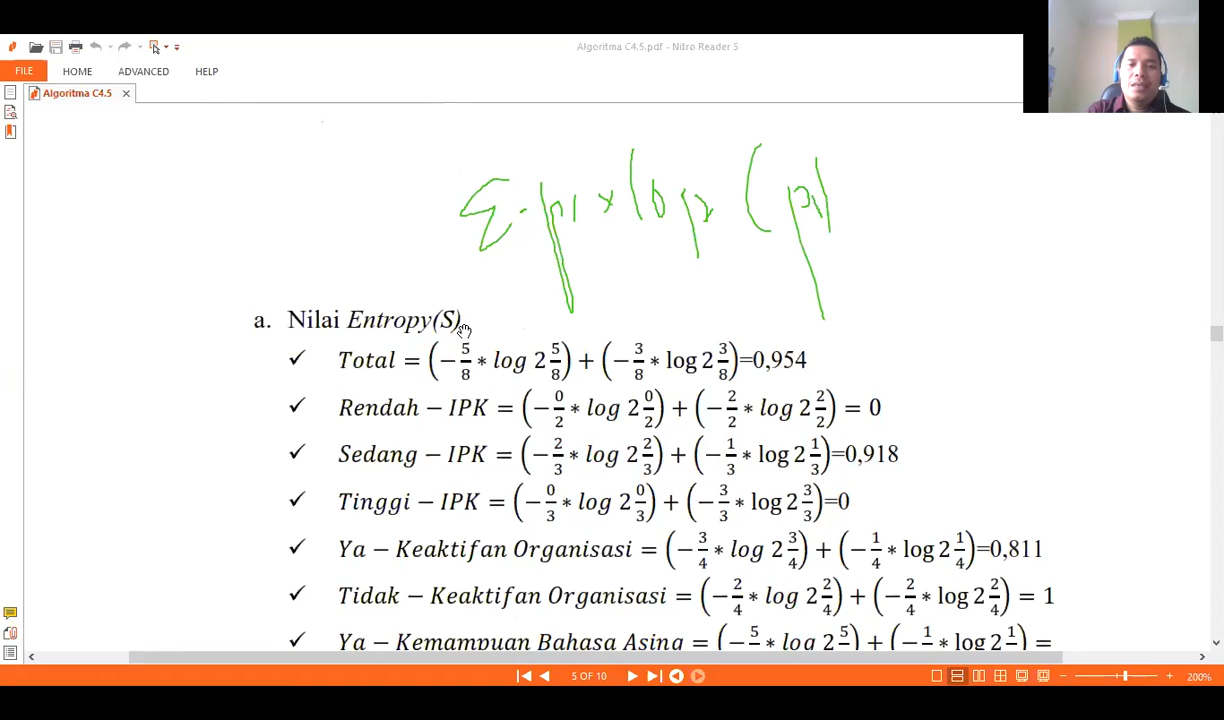 Algoritma C4.5.pdf - Nitro Reader 5
FILE HOME ADVANCED HELP
Algoritma C4.5
Σ - pi x log2 (pi)
a. Nilai Entropy(S)
✓ Total = (−5/8 ∗ log 2 5/8) + (−3/8 ∗ log 2 3/8)=0,954
✓ Rendah − IPK = (−0/2 ∗ log 2 0/2) + (−2/2 ∗ log 2 2/2) = 0
✓ Sedang − IPK = (−2/3 ∗ log 2 2/3) + (−1/3 ∗ log 2 1/3)=0,918
✓ Tinggi − IPK = (−0/3 ∗ log 2 0/3) + (−3/3 ∗ log 2 3/3)=0
✓ Ya − Keaktifan Organisasi = (−3/4 ∗ log 2 3/4) + (−1/4 ∗ log 2 1/4)=0,811
✓ Tidak − Keaktifan Organisasi = (−2/4 ∗ log 2 2/4) + (−2/4 ∗ log 2 2/4) = 1
✓ Ya − Kemampuan Bahasa Asing = (−5 ∗ log 2 5) + (−1 ∗ log 2 1) =
5 OF 10
200%